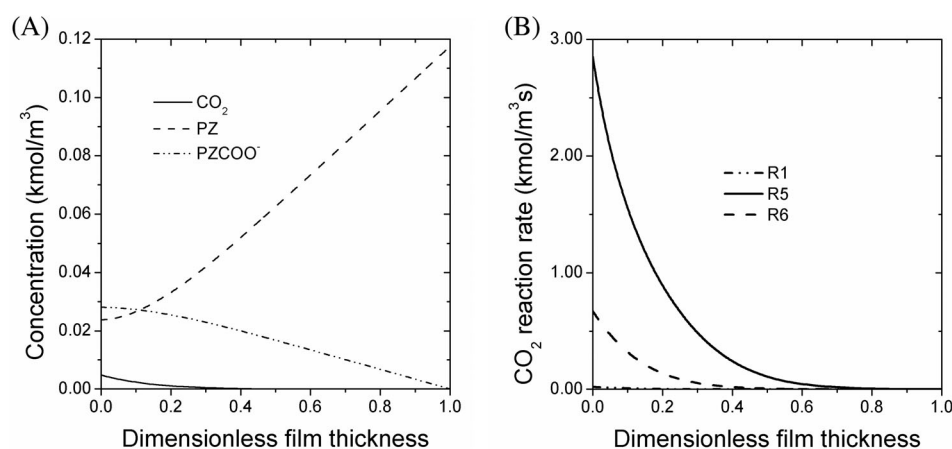 (A)
Concentration (kmol/m³)
0.12
0.10
0.08
0.06
0.04
0.02
0.00
CO₂
PZ
PZCOO⁻
0.0 0.2 0.4 0.6 0.8 1.0
Dimensionless film thickness
(B)
CO₂ reaction rate (kmol/m³s)
3.00
2.00
1.00
0.00
R1
R5
R6
0.0 0.2 0.4 0.6 0.8 1.0
Dimensionless film thickness